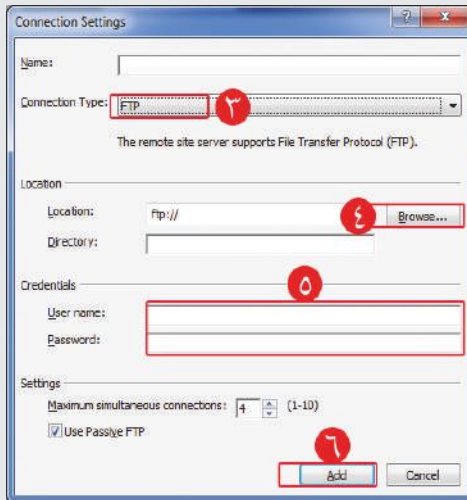 Connection Settings
Name:
Connection Type: FTP ٣
The remote site server supports File Transfer Protocol (FTP).
Location
Location: ftp:// ٤ Browse...
Directory:
Credentials ٥
User name:
Password:
Settings
Maximum simultaneous connections: 4 (1-10)
Use Passive FTP
٦
Add Cancel